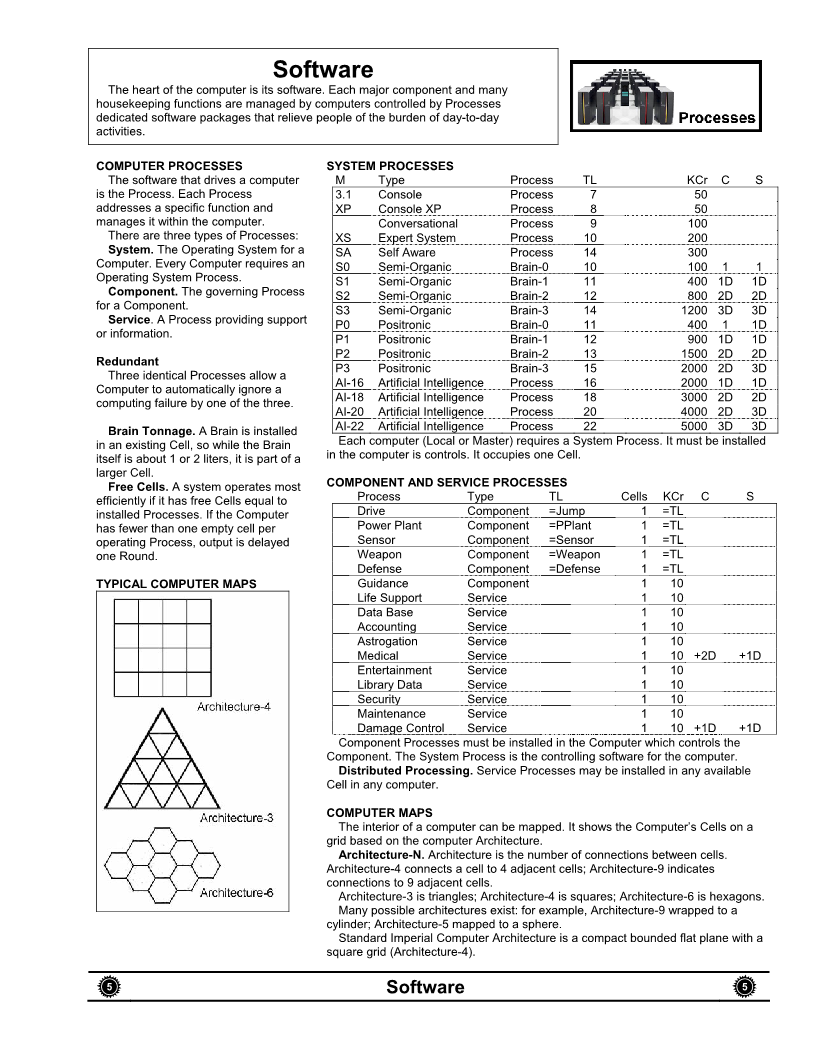 Software
The heart of the computer is its software. Each major component and many
housekeeping functions are managed by computers controlled by Processes
dedicated software packages that relieve people of the burden of day-to-day
activities.
Processes
COMPUTER PROCESSES
The software that drives a computer
is the Process. Each Process
addresses a specific function and
manages it within the computer.
There are three types of Processes:
System. The Operating System for a
Computer. Every Computer requires an
Operating System Process.
Component. The governing Process
for a Component.
Service. A Process providing support
or information.
Redundant
Three identical Processes allow a
Computer to automatically ignore a
computing failure by one of the three.
Brain Tonnage. A Brain is installed
in an existing Cell, so while the Brain
itself is about 1 or 2 liters, it is part of a
larger Cell.
Free Cells. A system operates most
efficiently if it has free Cells equal to
installed Processes. If the Computer
has fewer than one empty cell per
operating Process, output is delayed
one Round.
TYPICAL COMPUTER MAPS
Architecture-4
Architecture-3
Architecture-6
SYSTEM PROCESSES
M Type Process TL KCr C S
3.1 Console Process 7 50
XP Console XP Process 8 50
Conversational Process 9 100
XS Expert System Process 10 200
SA Self Aware Process 14 300
S0 Semi-Organic Brain-0 10 100 1 1
S1 Semi-Organic Brain-1 11 400 1D 1D
S2 Semi-Organic Brain-2 12 800 2D 2D
S3 Semi-Organic Brain-3 14 1200 3D 3D
P0 Positronic Brain-0 11 400 1 1D
P1 Positronic Brain-1 12 900 1D 1D
P2 Positronic Brain-2 13 1500 2D 2D
P3 Positronic Brain-3 15 2000 2D 3D
AI-16 Artificial Intelligence Process 16 2000 1D 1D
AI-18 Artificial Intelligence Process 18 3000 2D 2D
AI-20 Artificial Intelligence Process 20 4000 2D 3D
AI-22 Artificial Intelligence Process 22 5000 3D 3D
Each computer (Local or Master) requires a System Process. It must be installed
in the computer is controls. It occupies one Cell.
COMPONENT AND SERVICE PROCESSES
Process Type TL Cells KCr C S
Drive Component =Jump 1 =TL
Power Plant Component =PPlant 1 =TL
Sensor Component =Sensor 1 =TL
Weapon Component =Weapon 1 =TL
Defense Component =Defense 1 =TL
Guidance Component 1 10
Life Support Service 1 10
Data Base Service 1 10
Accounting Service 1 10
Astrogation Service 1 10
Medical Service 1 10 +2D +1D
Entertainment Service 1 10
Library Data Service 1 10
Security Service 1 10
Maintenance Service 1 10
Damage Control Service 1 10 +1D +1D
Component Processes must be installed in the Computer which controls the
Component. The System Process is the controlling software for the computer.
Distributed Processing. Service Processes may be installed in any available
Cell in any computer.
COMPUTER MAPS
The interior of a computer can be mapped. It shows the Computer's Cells on a
grid based on the computer Architecture.
Architecture-N. Architecture is the number of connections between cells.
Architecture-4 connects a cell to 4 adjacent cells; Architecture-9 indicates
connections to 9 adjacent cells.
Architecture-3 is triangles; Architecture-4 is squares; Architecture-6 is hexagons.
Many possible architectures exist: for example, Architecture-9 wrapped to a
cylinder; Architecture-5 mapped to a sphere.
Standard Imperial Computer Architecture is a compact bounded flat plane with a
square grid (Architecture-4).
5 Software 5